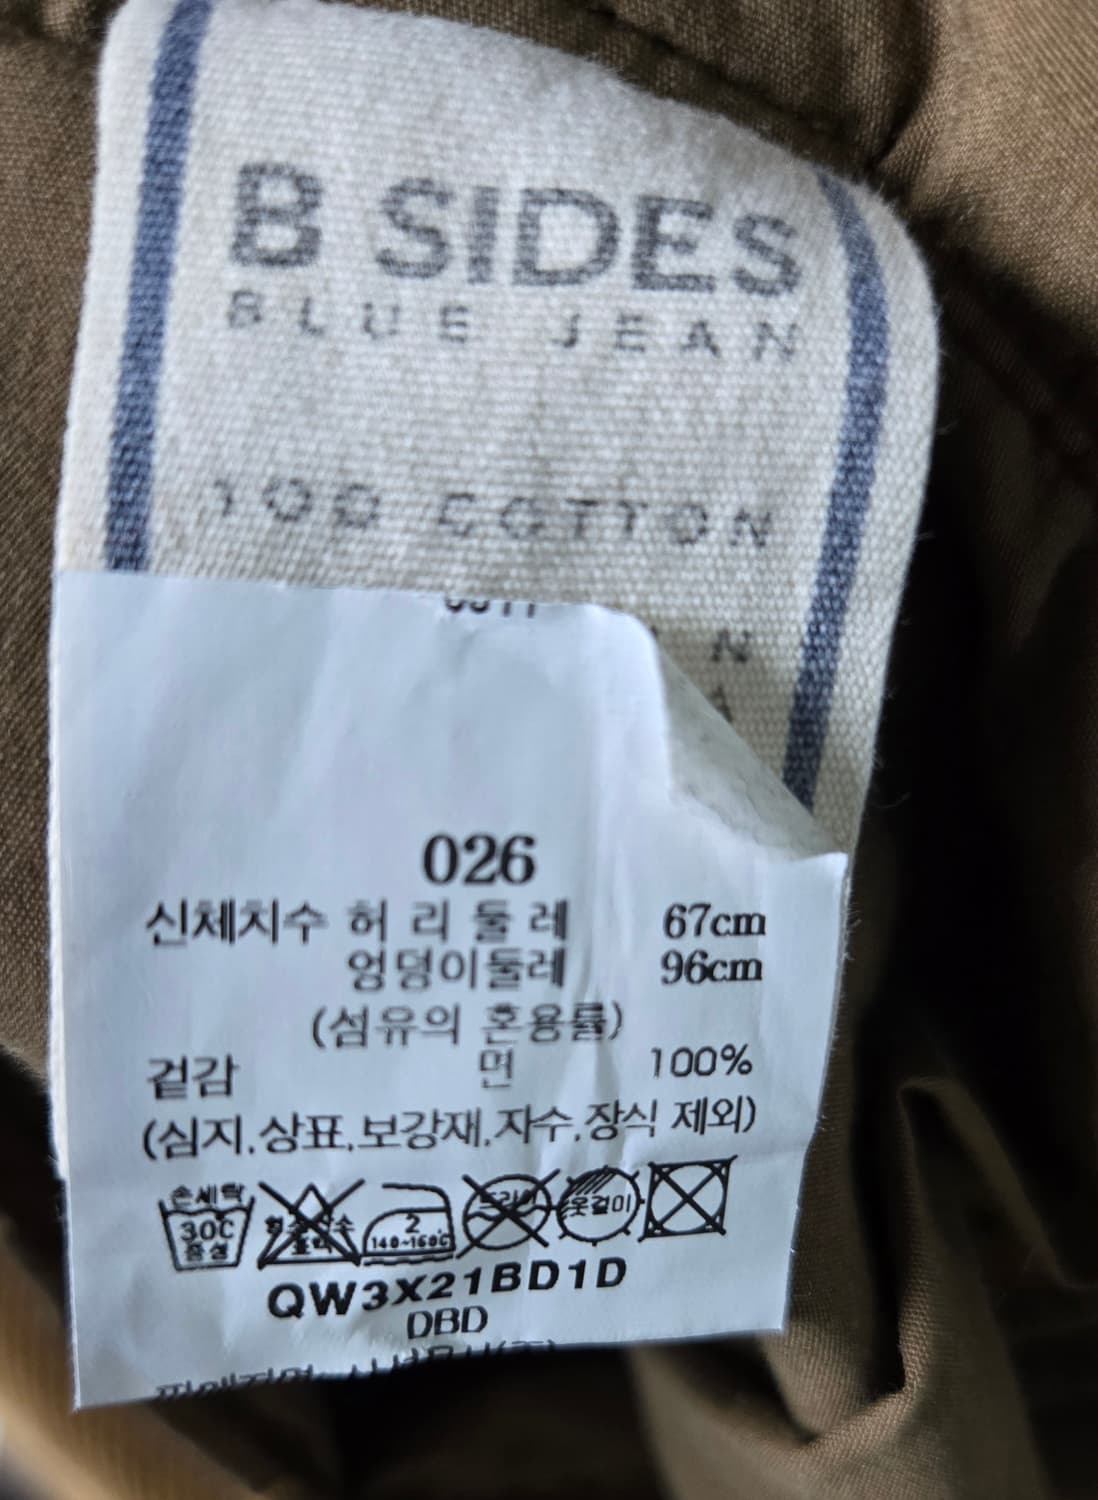 B SIDES
BLUE JEAN
100 COTTON
N
A
026
신체치수 허 리 둘 레 67cm
엉덩이둘레 96cm
(섬유의 혼용률)
겉감 면 100%
(심지,상표,보강재,자수,장식 제외)
손세탁
30C
중성
표백
2
140~160℃
드라이
옷걸이
QW3X21BD1D
DBD